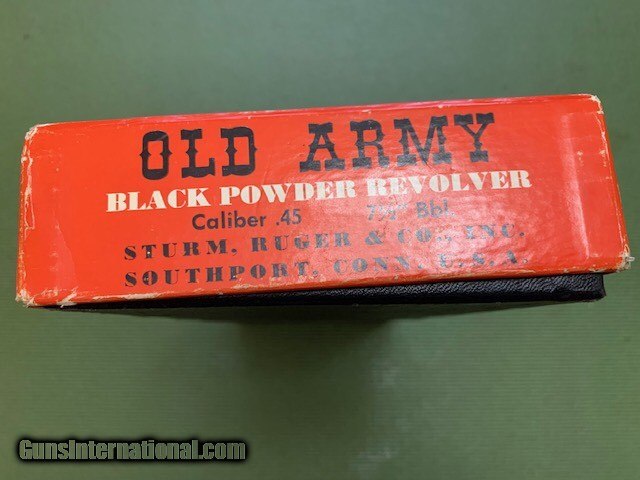 OLD ARMY
BLACK POWDER REVOLVER
Caliber .45 7½" Bbl.
STURM, RUGER & CO., INC.
SOUTHPORT, CONN. U.S.A.
GunsInternational.com